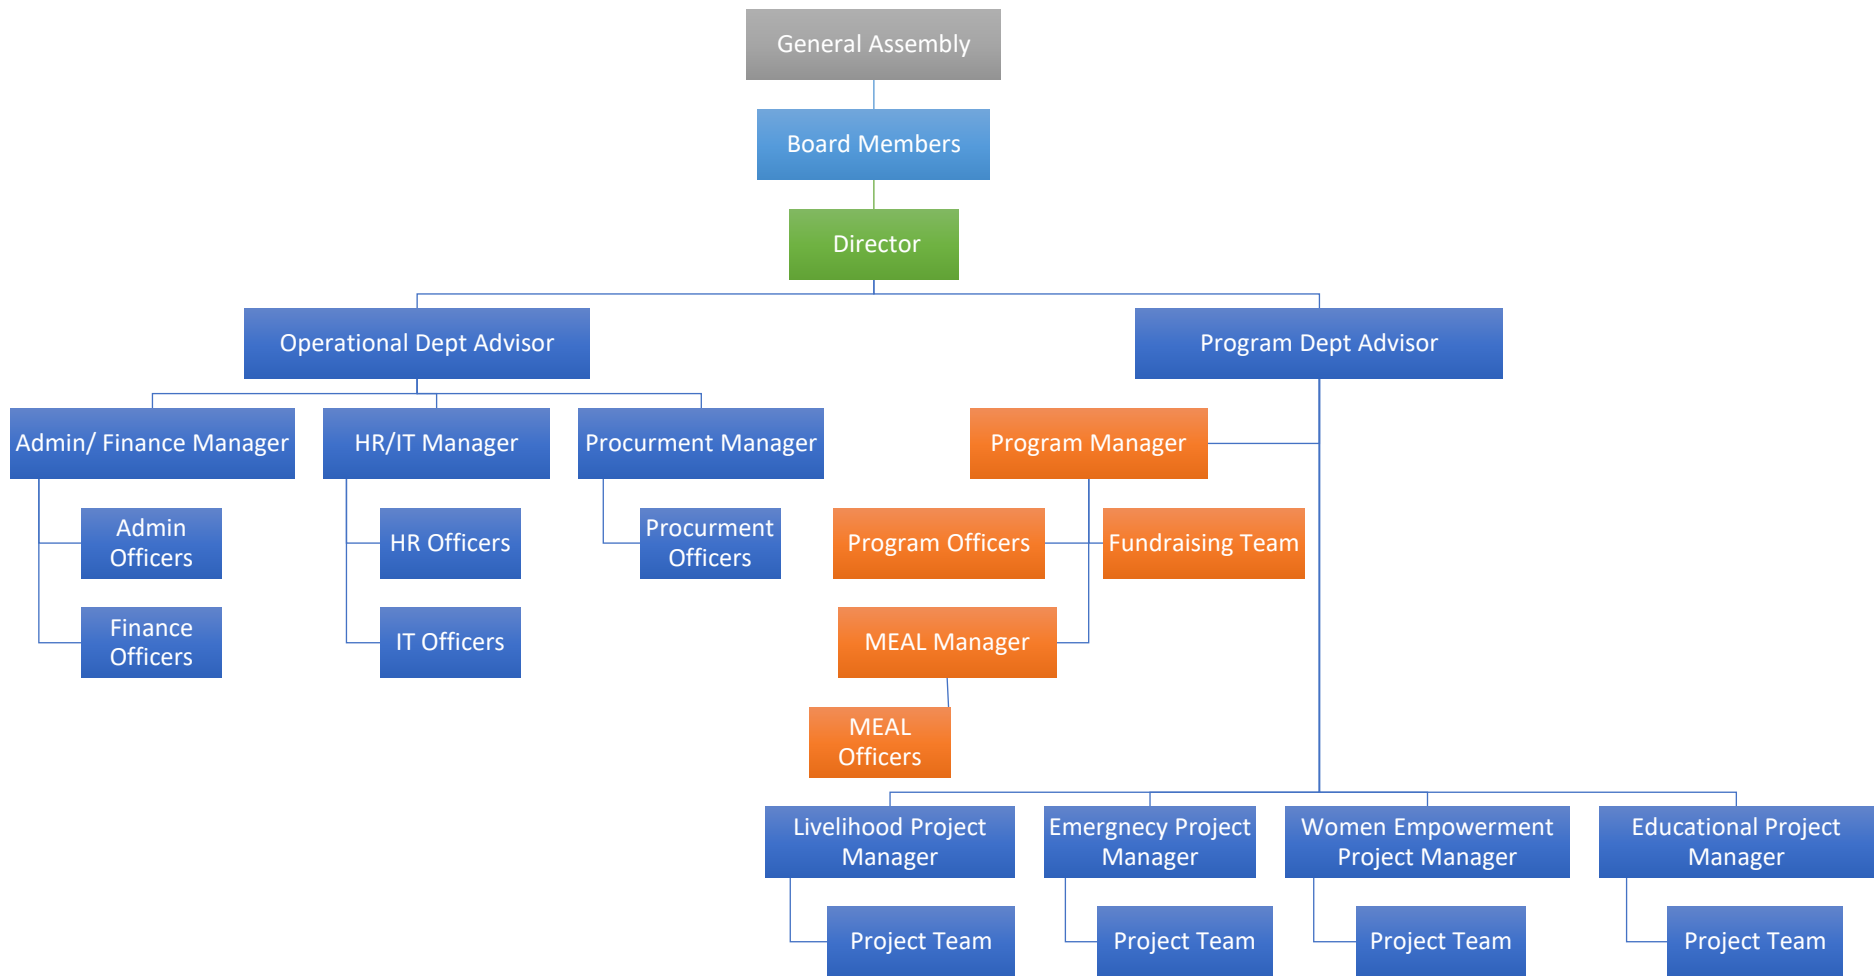 General Assembly
Board Members
Director
Operational Dept Advisor
Program Dept Advisor
Admin/ Finance Manager
HR/IT Manager
Procurment Manager
Program Manager
Admin
Officers
HR Officers
Procurment
Officers
Program Officers
Fundraising Team
Finance
Officers
IT Officers
MEAL Manager
MEAL
Officers
Livelihood Project
Manager
Emergnecy Project
Manager
Women Empowerment
Project Manager
Educational Project
Manager
Project Team
Project Team
Project Team
Project Team